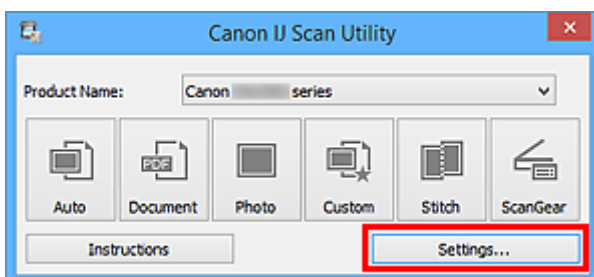 Canon IJ Scan Utility
Product Name: Canon series
PDF
Auto Document Photo Custom Stitch ScanGear
Instructions Settings...